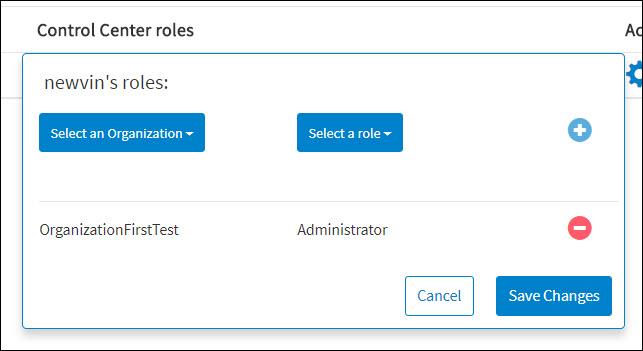 Control Center roles
Ac
newvin's roles:
Select an Organization Select a role
OrganizationFirstTest Administrator
Cancel Save Changes